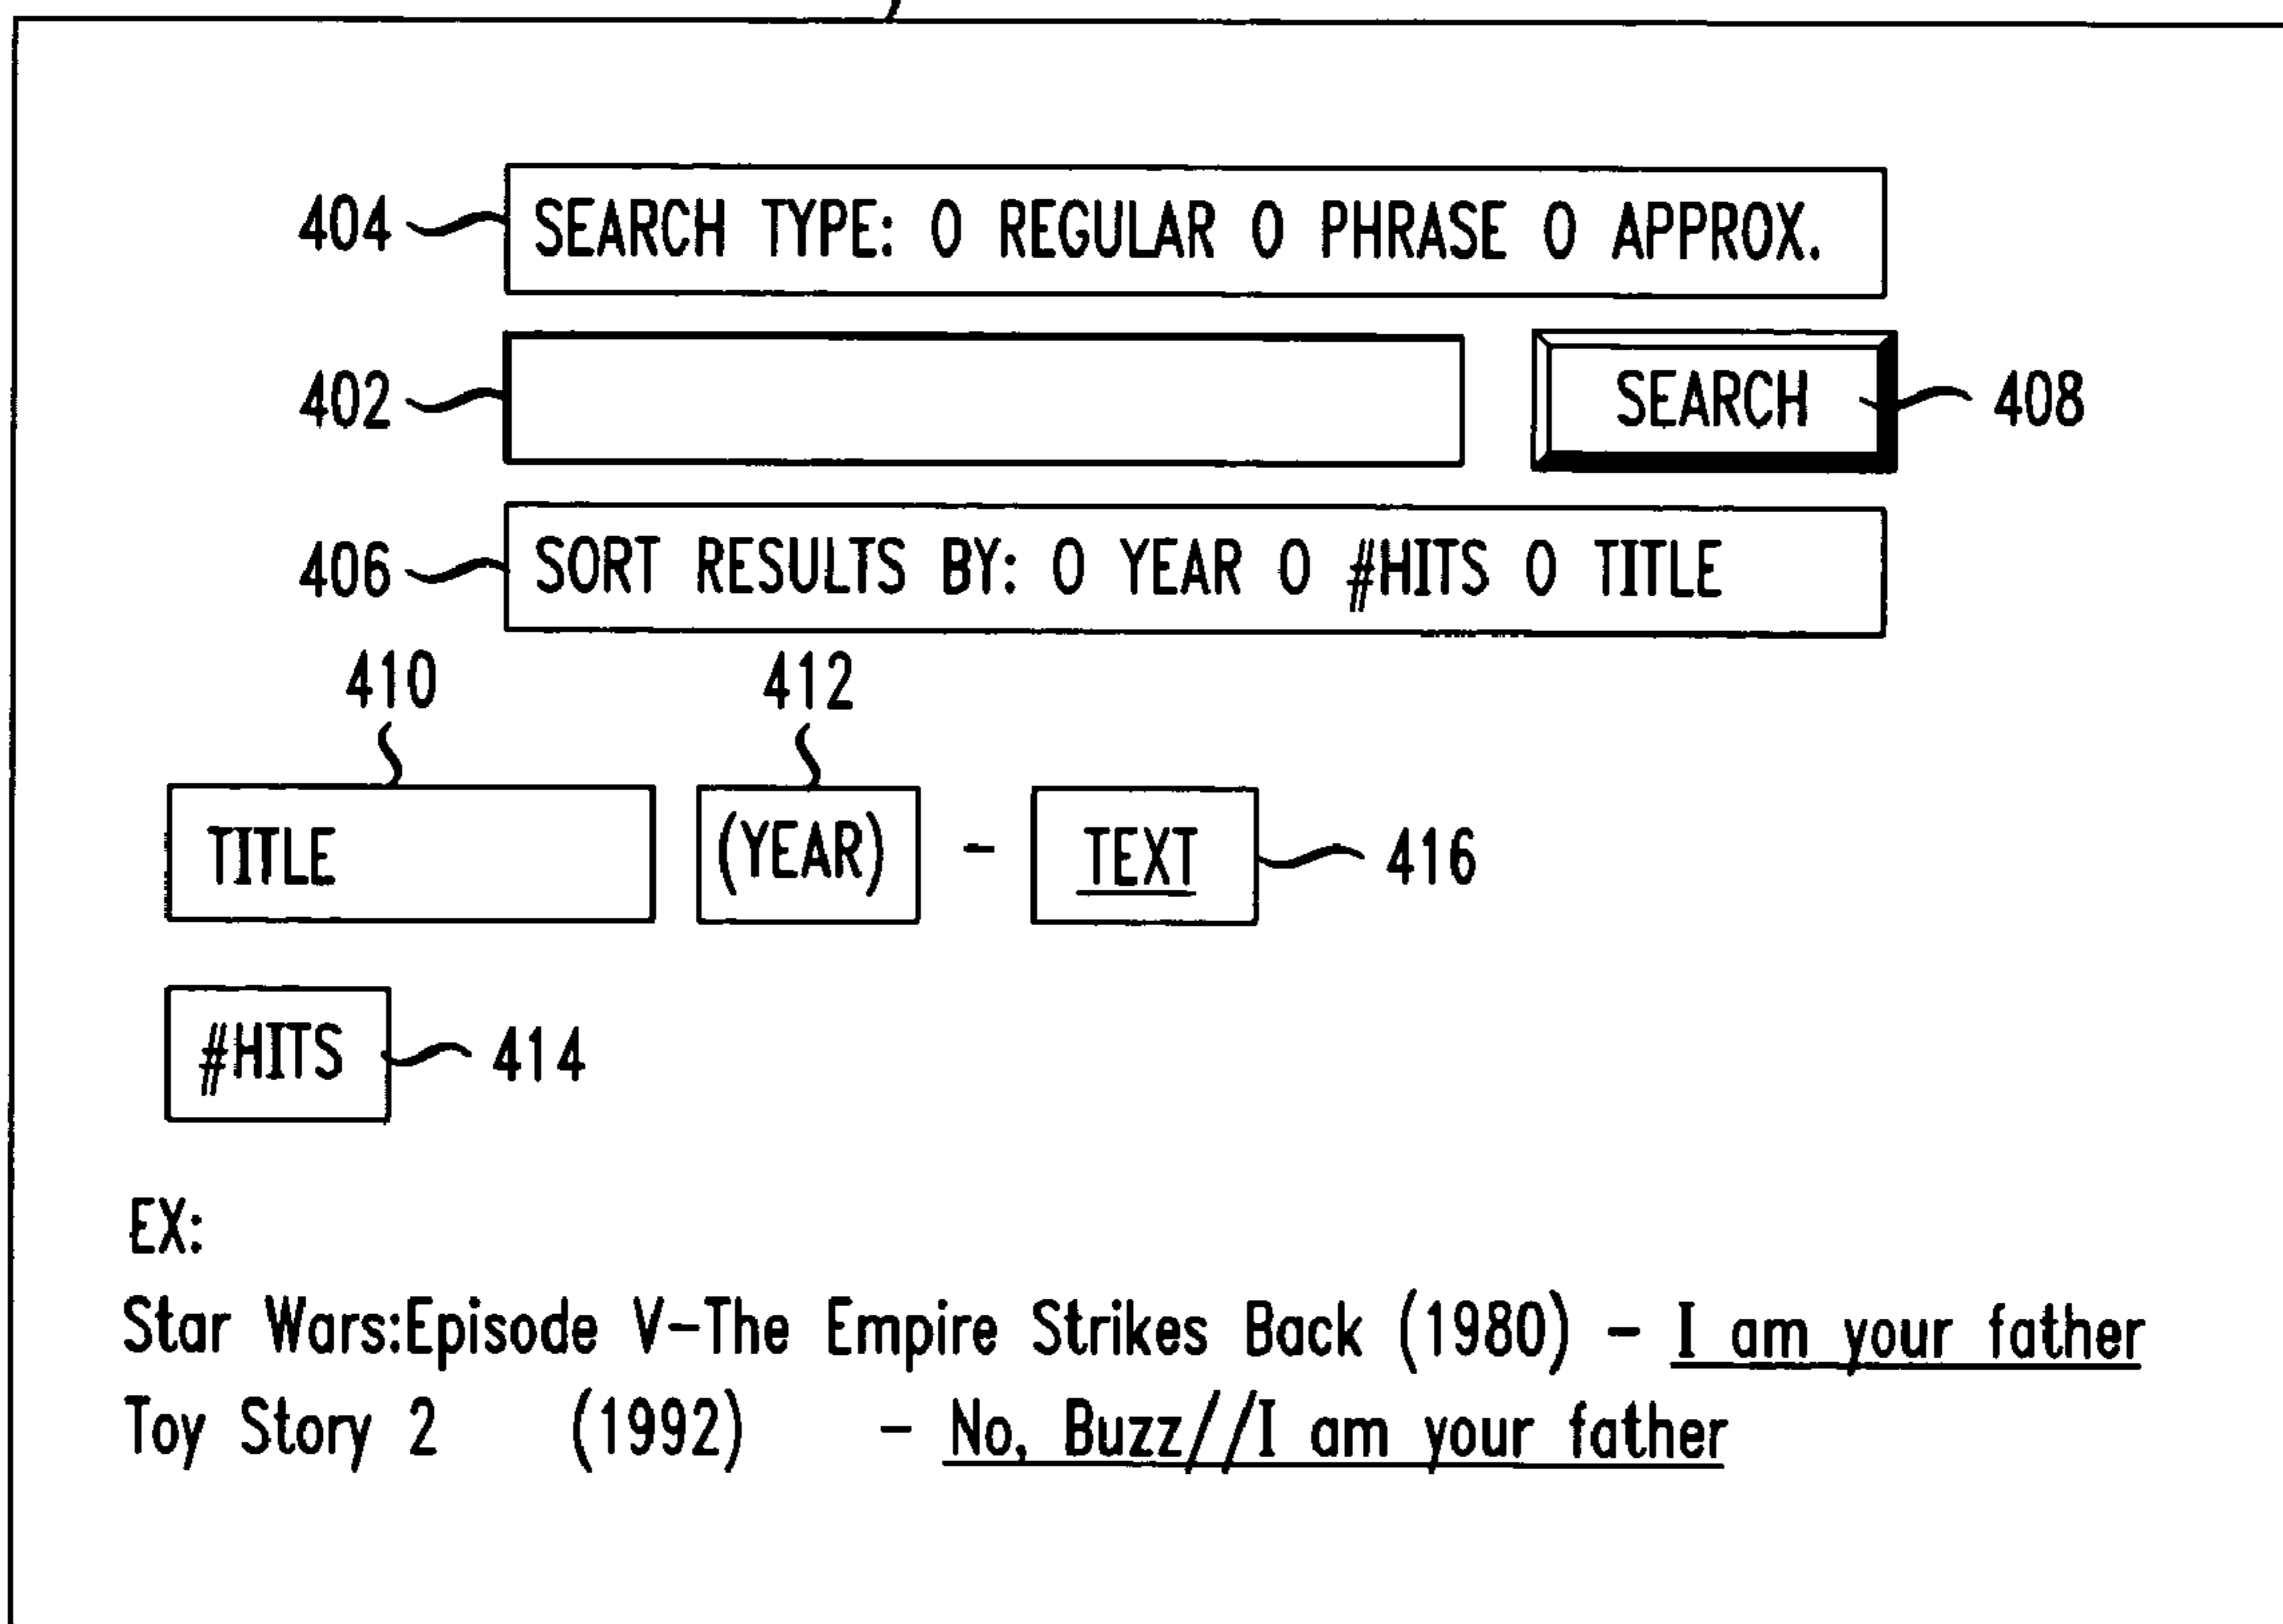 404 SEARCH TYPE: O REGULAR O PHRASE O APPROX.
402 SEARCH 408
406 SORT RESULTS BY: O YEAR O #HITS O TITLE
410 412
TITLE (YEAR) - TEXT 416
#HITS 414
EX:
Star Wars:Episode V-The Empire Strikes Back (1980) - I am your father
Toy Story 2 (1992) - No, Buzz//I am your father